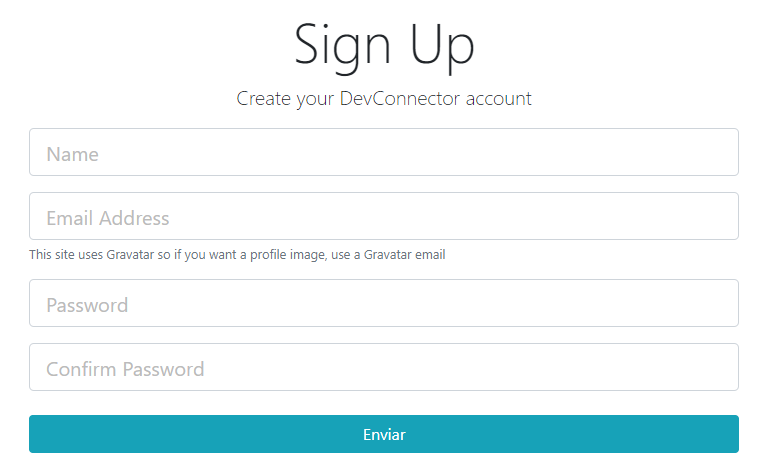 Sign Up
Create your DevConnector account
Name
Email Address
This site uses Gravatar so if you want a profile image, use a Gravatar email
Password
Confirm Password
Enviar